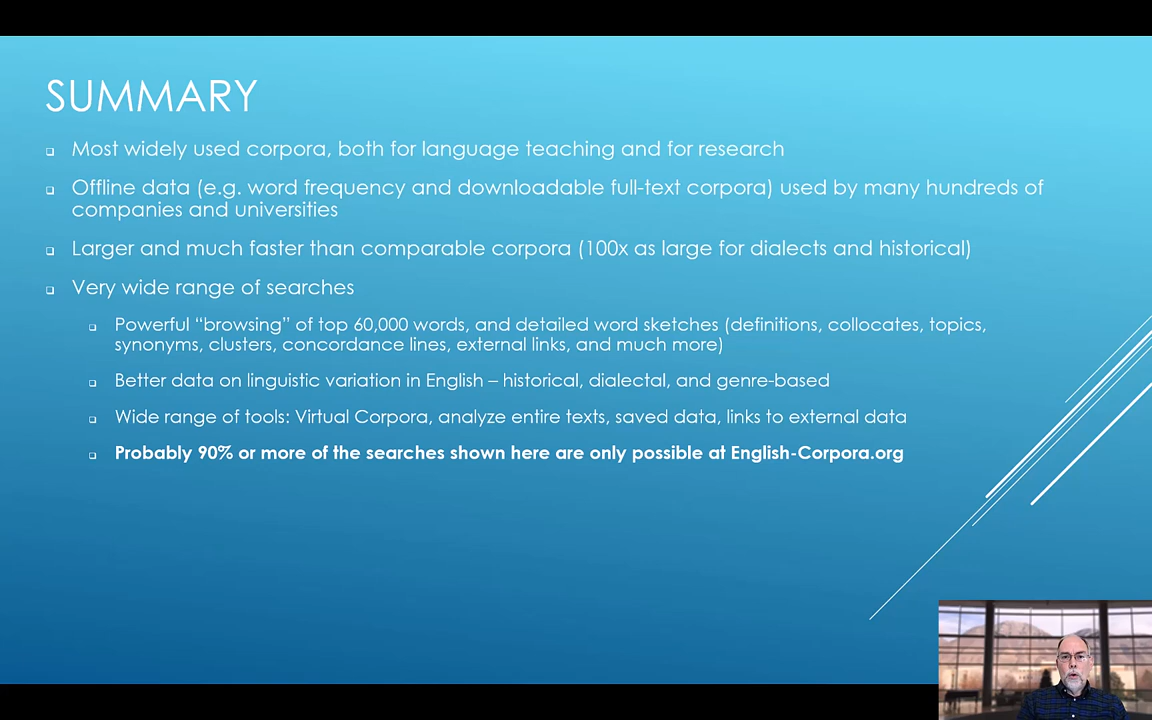 SUMMARY
Most widely used corpora, both for language teaching and for research
Offline data (e.g. word frequency and downloadable full-text corpora) used by many hundreds of
companies and universities
Larger and much faster than comparable corpora (100x as large for dialects and historical)
Very wide range of searches
Powerful “browsing” of top 60,000 words, and detailed word sketches (definitions, collocates, topics,
synonyms, clusters, concordance lines, external links, and much more)
Better data on linguistic variation in English – historical, dialectal, and genre-based
Wide range of tools: Virtual Corpora, analyze entire texts, saved data, links to external data
Probably 90% or more of the searches shown here are only possible at English-Corpora.org